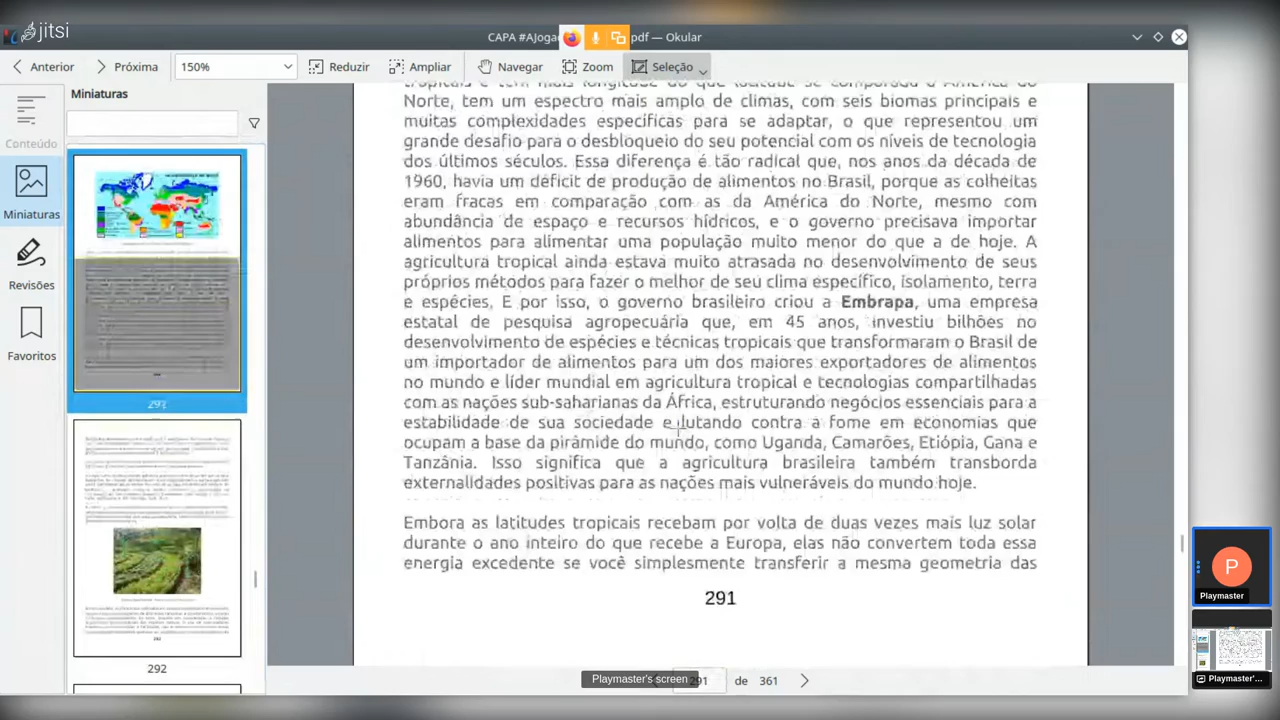 jitsi
CAPA #AJoga
pdf — Okular
Anterior
Próxima
150%
Reduzir
Ampliar
Navegar
Zoom
Seleção
Conteúdo
Miniaturas
Revisões
Favoritos
Miniaturas
291
292
tropicais e tem mais longitude do que latitude se comparado à América do
Norte, tem um espectro mais amplo de climas, com seis biomas principais e
muitas complexidades específicas para se adaptar, o que representou um
grande desafio para o desbloqueio do seu potencial com os níveis de tecnologia
dos últimos séculos. Essa diferença é tão radical que, nos anos da década de
1960, havia um déficit de produção de alimentos no Brasil, porque as colheitas
eram fracas em comparação com as da América do Norte, mesmo com
abundância de espaço e recursos hídricos, e o governo precisava importar
alimentos para alimentar uma população muito menor do que a de hoje. A
agricultura tropical ainda estava muito atrasada no desenvolvimento de seus
próprios métodos para fazer o melhor de seu clima específico, isolamento, terra
e espécies. E por isso, o governo brasileiro criou a Embrapa, uma empresa
estatal de pesquisa agropecuária que, em 45 anos, investiu bilhões no
desenvolvimento de espécies e técnicas tropicais que transformaram o Brasil de
um importador de alimentos para um dos maiores exportadores de alimentos
no mundo e líder mundial em agricultura tropical e tecnologias compartilhadas
com as nações sub-saharianas da África, estruturando negócios essenciais para a
estabilidade de sua sociedade e lutando contra a fome em economias que
ocupam a base da pirâmide do mundo, como Uganda, Camarões, Etiópia, Gana e
Tanzânia. Isso significa que a agricultura brasileira também transborda
externalidades positivas para as nações mais vulneráveis do mundo hoje.
Embora as latitudes tropicais recebam por volta de duas vezes mais luz solar
durante o ano inteiro do que recebe a Europa, elas não convertem toda essa
energia excedente se você simplesmente transferir a mesma geometria das
291
Playmaster's screen
291
de
361
P
Playmaster
Playmaster'...